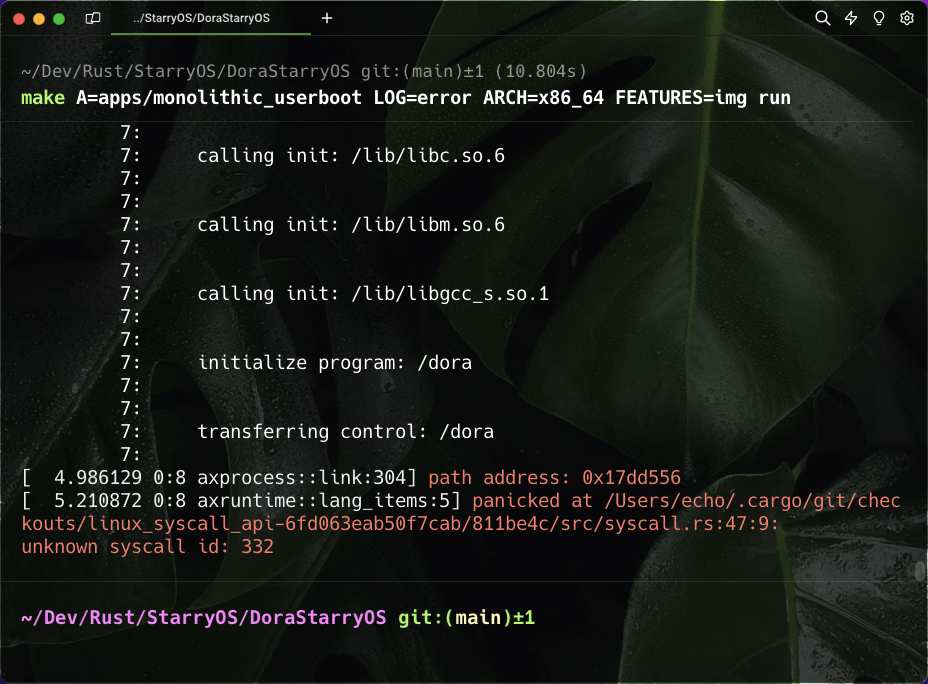 ../StarryOS/DoraStarryOS
~/Dev/Rust/StarryOS/DoraStarryOS git:(main)±1 (10.804s)
make A=apps/monolithic_userboot LOG=error ARCH=x86_64 FEATURES=img run
7:
7:     calling init: /lib/libc.so.6
7:
7:
7:     calling init: /lib/libm.so.6
7:
7:
7:     calling init: /lib/libgcc_s.so.1
7:
7:
7:     initialize program: /dora
7:
7:
7:     transferring control: /dora
7:
[  4.986129 0:8 axprocess::link:304] path address: 0x17dd556
[  5.210872 0:8 axruntime::lang_items:5] panicked at /Users/echo/.cargo/git/chec
kouts/linux_syscall_api-6fd063eab50f7cab/811be4c/src/syscall.rs:47:9:
unknown syscall id: 332
~/Dev/Rust/StarryOS/DoraStarryOS git:(main)±1